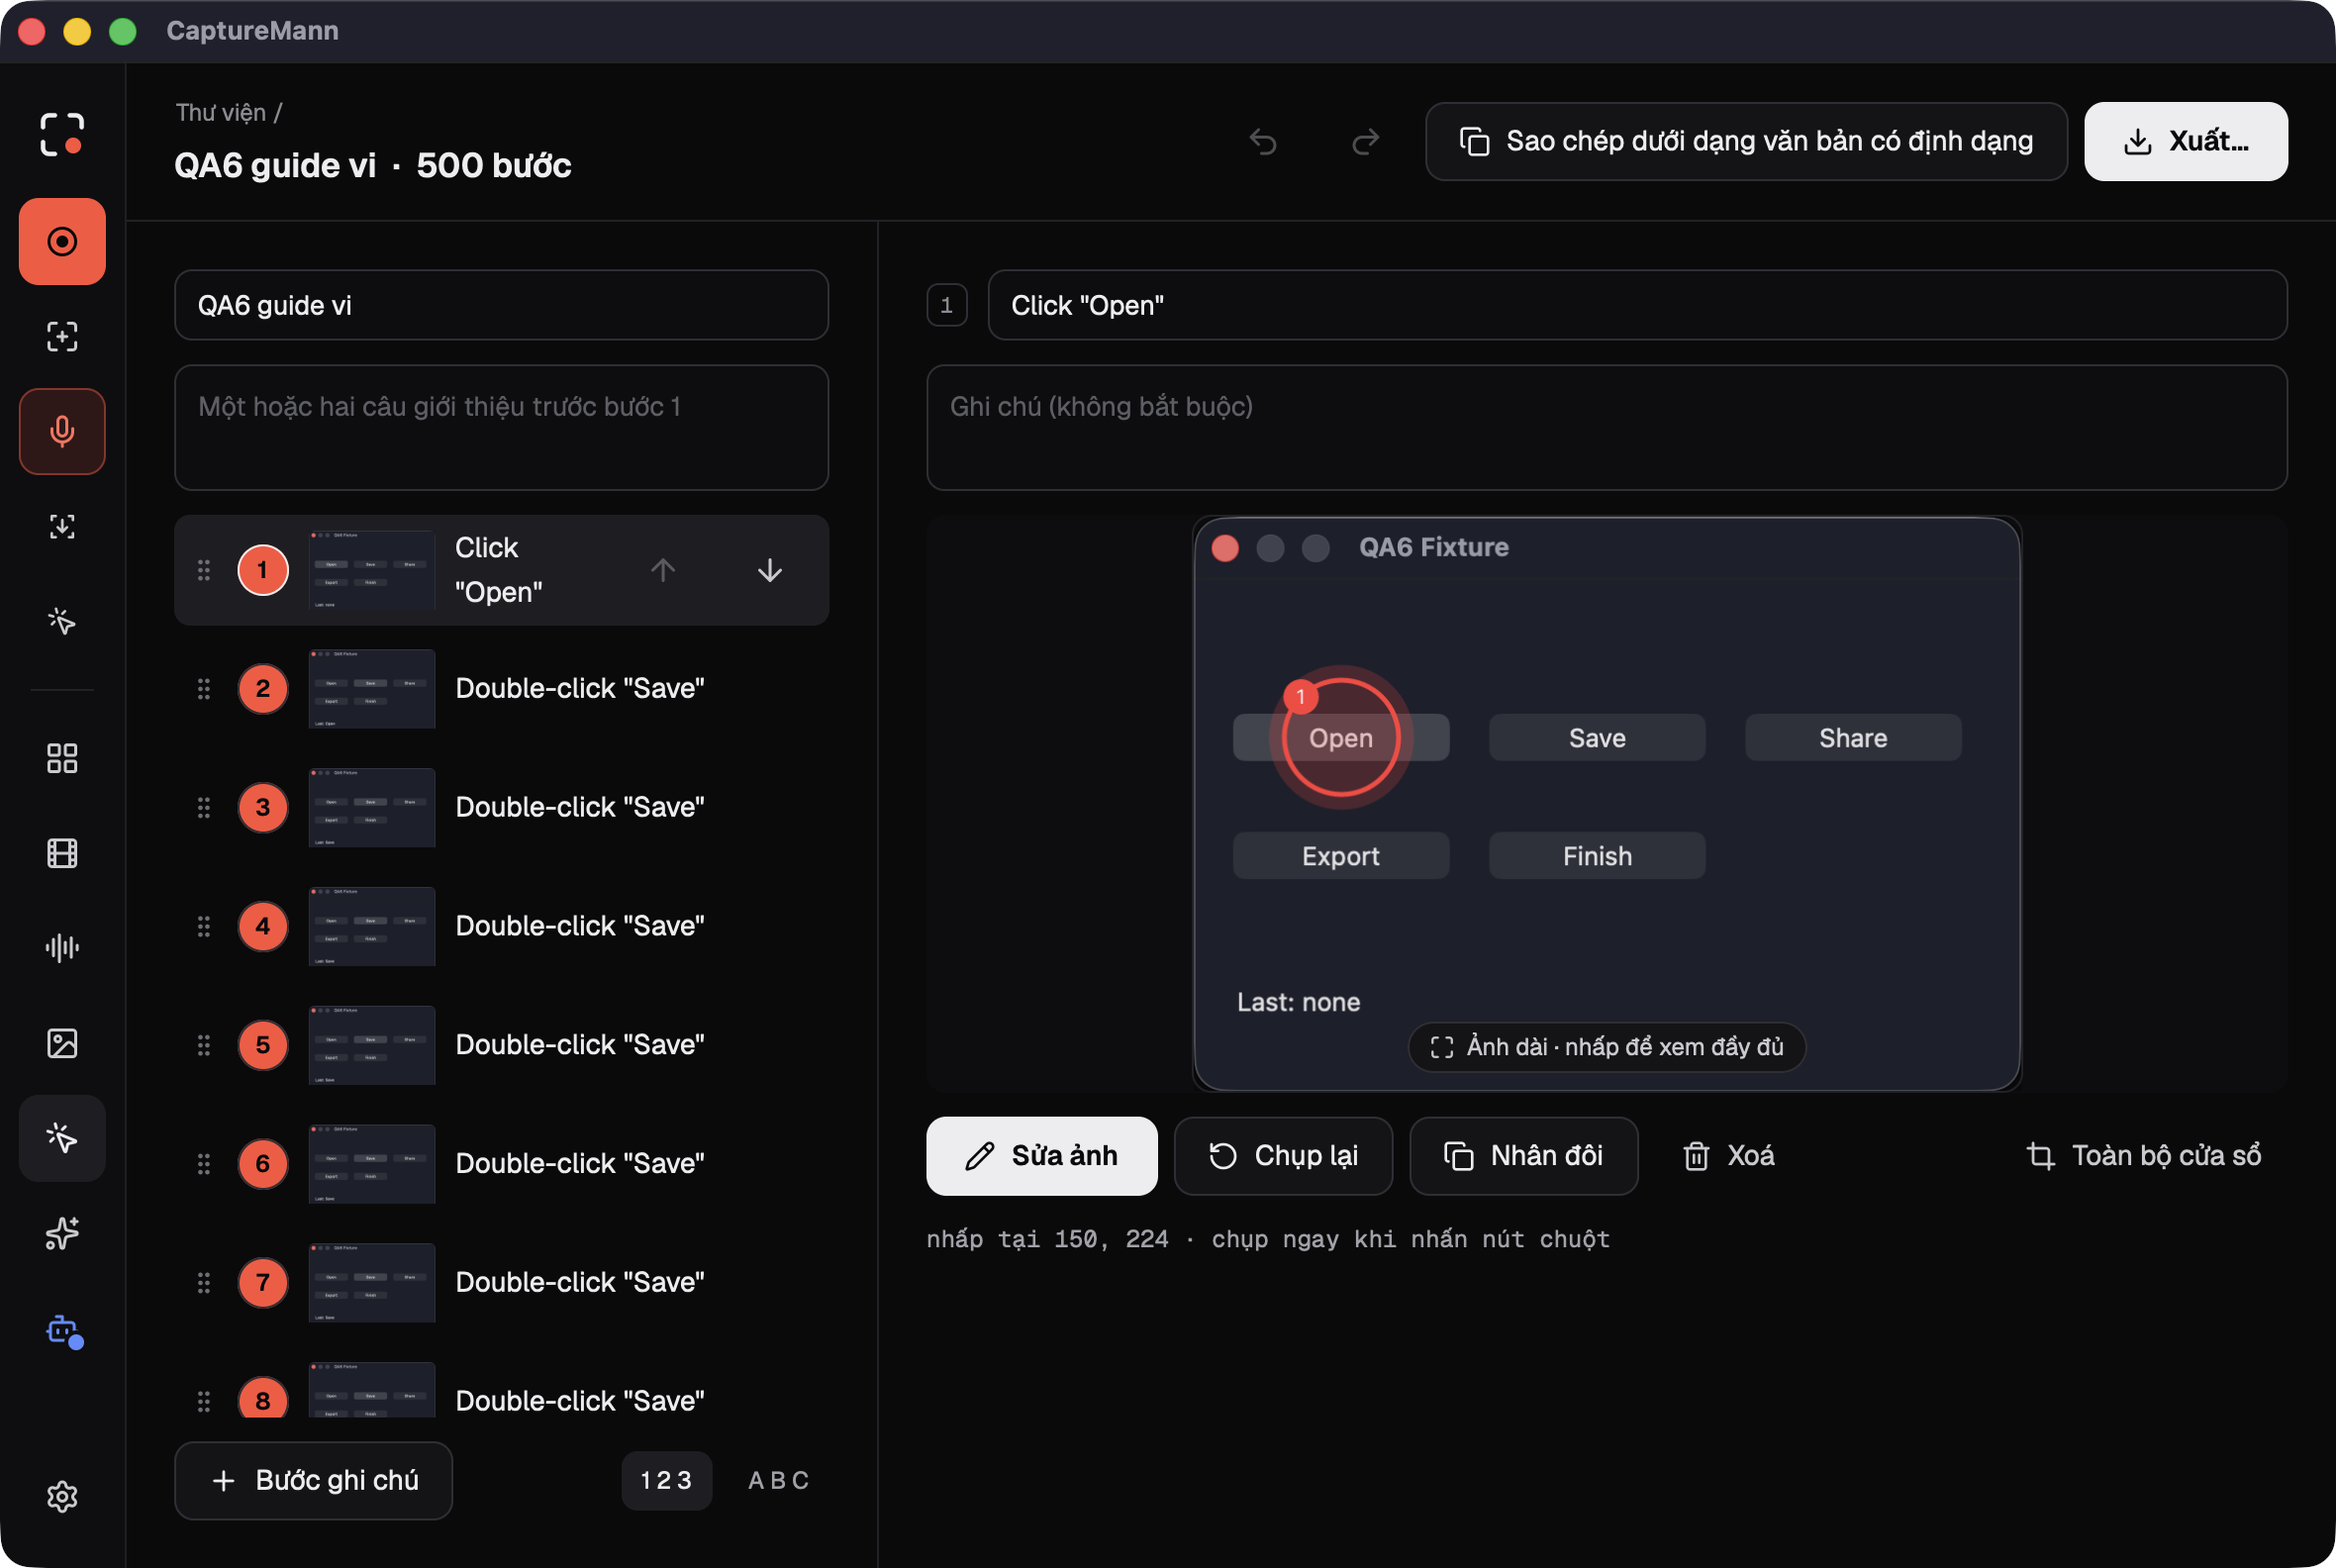 CaptureMann
Thư viện /
QA6 guide vi · 500 bước
Sao chép dưới dạng văn bản có định dạng
Xuất...
QA6 guide vi
Một hoặc hai câu giới thiệu trước bước 1
1
Click
"Open"
2
Double-click "Save"
3
Double-click "Save"
4
Double-click "Save"
5
Double-click "Save"
6
Double-click "Save"
7
Double-click "Save"
8
Double-click "Save"
Bước ghi chú
123
ABC
1
Click "Open"
Ghi chú (không bắt buộc)
QA6 Fixture
1
Open
Save
Share
Export
Finish
Last: none
Ảnh dài · nhấp để xem đầy đủ
Sửa ảnh
Chụp lại
Nhân đôi
Xoá
Toàn bộ cửa sổ
nhấp tại 150, 224 · chụp ngay khi nhấn nút chuột